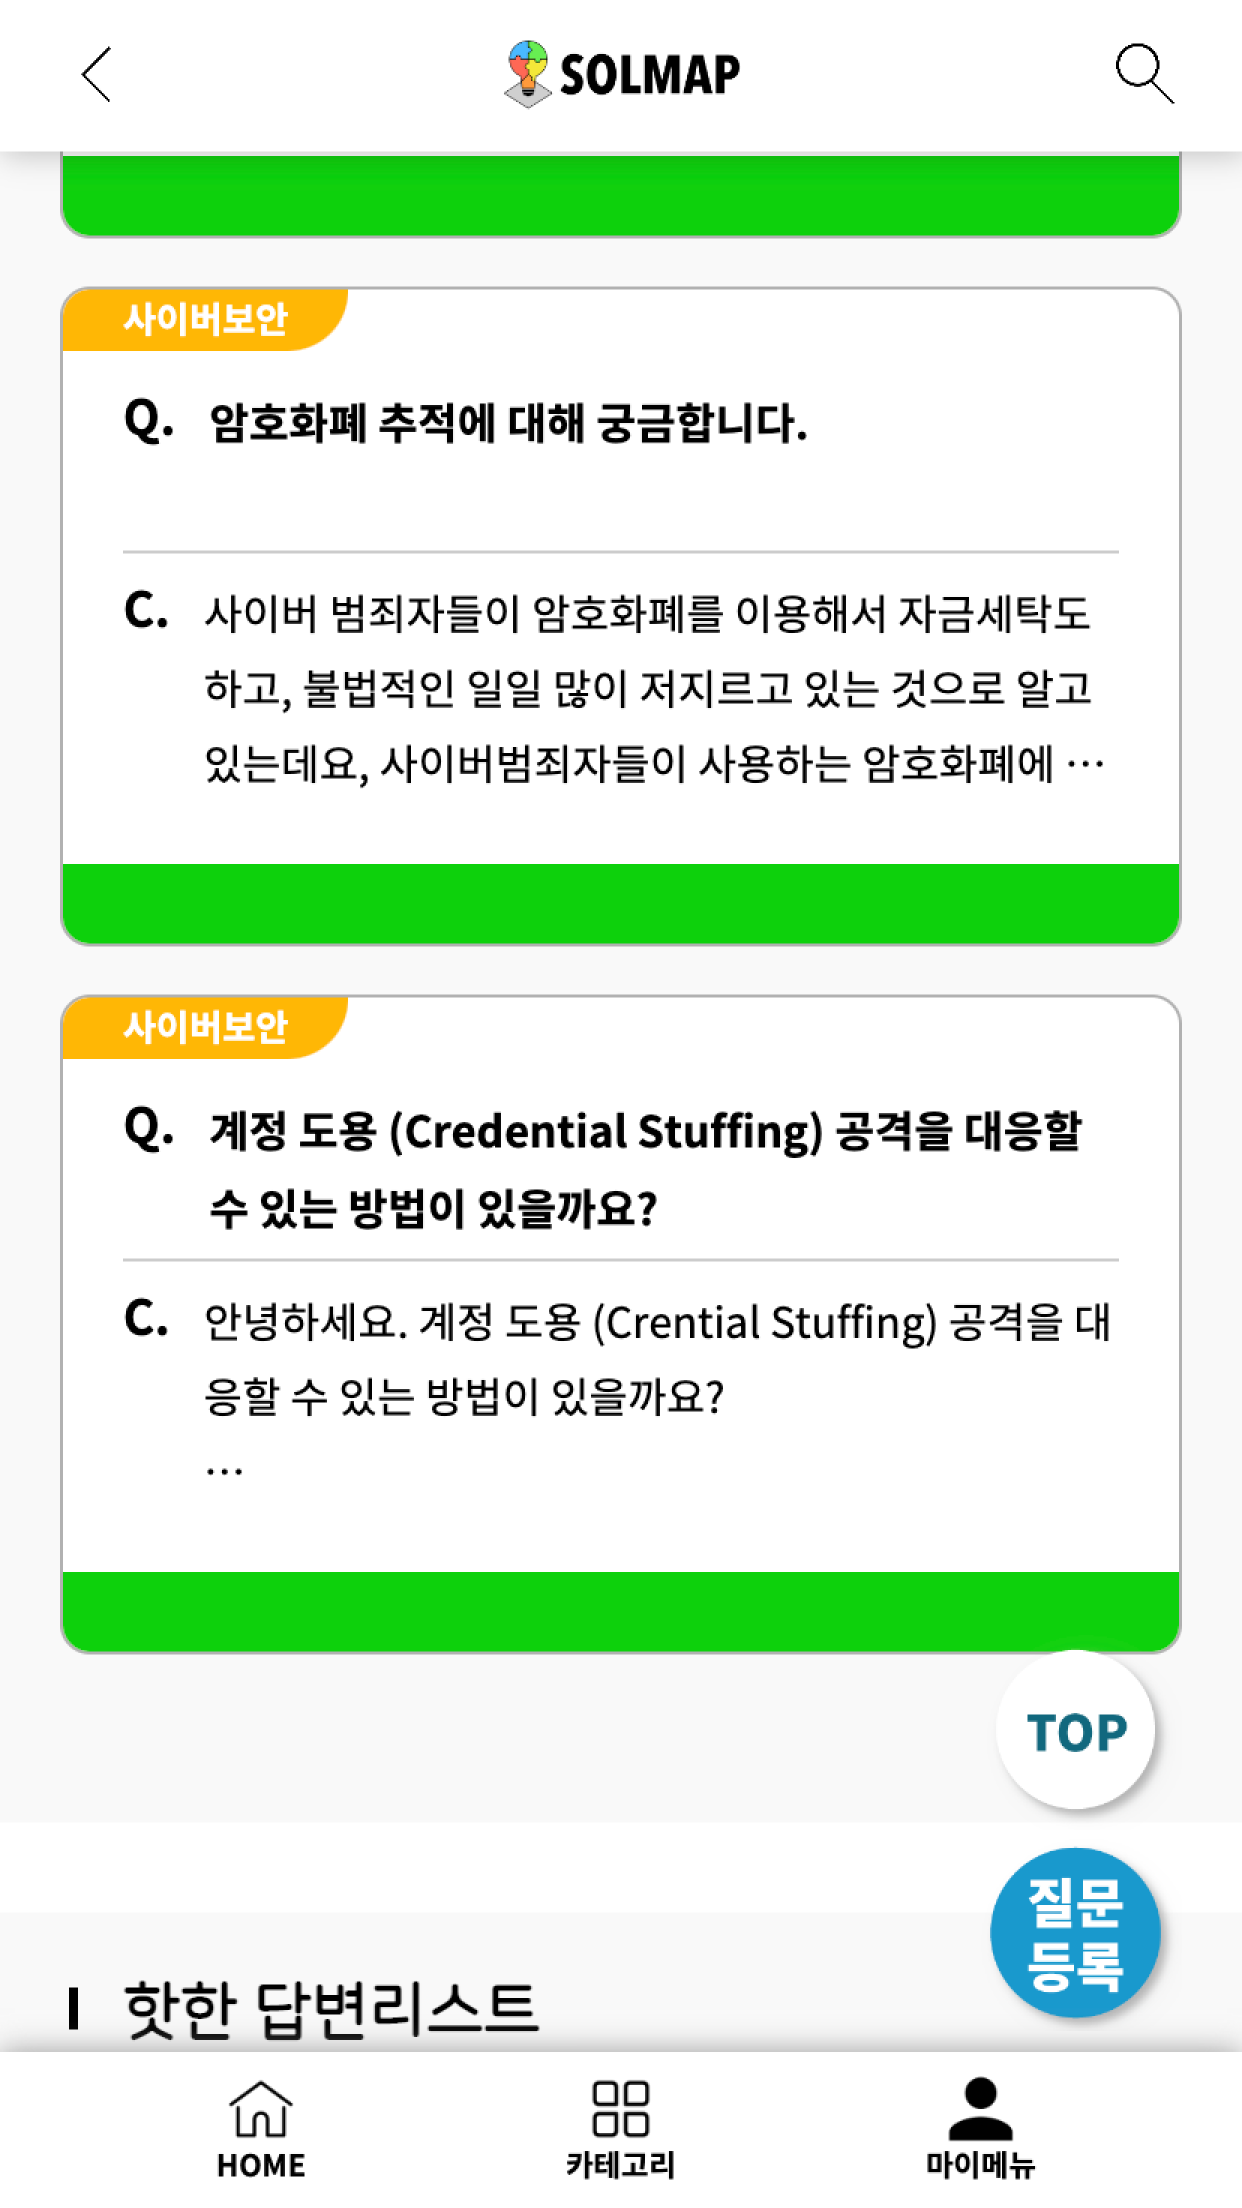 SOLMAP
사이버보안
Q. 암호화폐 추적에 대해 궁금합니다.
C. 사이버 범죄자들이 암호화폐를 이용해서 자금세탁도
하고, 불법적인 일일 많이 저지르고 있는 것으로 알고
있는데요, 사이버범죄자들이 사용하는 암호화폐에 …
사이버보안
Q. 계정 도용 (Credential Stuffing) 공격을 대응할
수 있는 방법이 있을까요?
C. 안녕하세요. 계정 도용 (Crential Stuffing) 공격을 대
응할 수 있는 방법이 있을까요?
…
TOP
질문
등록
핫한 답변리스트
HOME 카테고리 마이메뉴